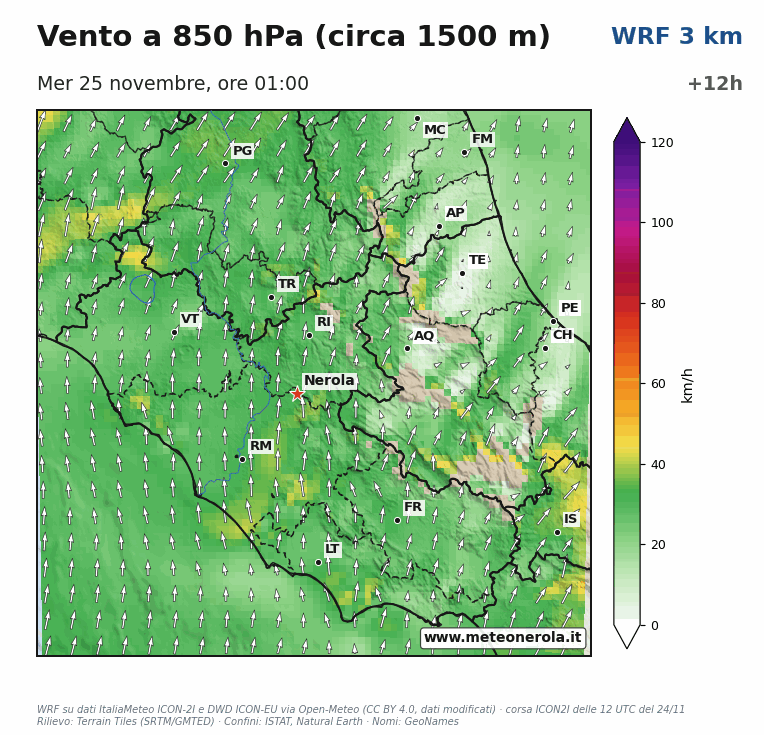 Vento a 850 hPa (circa 1500 m)
WRF 3 km
Mer 25 novembre, ore 01:00
+12h
MC
FM
PG
AP
TE
TR
PE
VT
RI
AQ
CH
Nerola
RM
FR
IS
LT
www.meteonerola.it
120
100
80
60
40
20
0
km/h
WRF su dati ItaliaMeteo ICON-2I e DWD ICON-EU via Open-Meteo (CC BY 4.0, dati modificati) · corsa ICON2I delle 12 UTC del 24/11
Rilievo: Terrain Tiles (SRTM/GMTED) · Confini: ISTAT, Natural Earth · Nomi: GeoNames